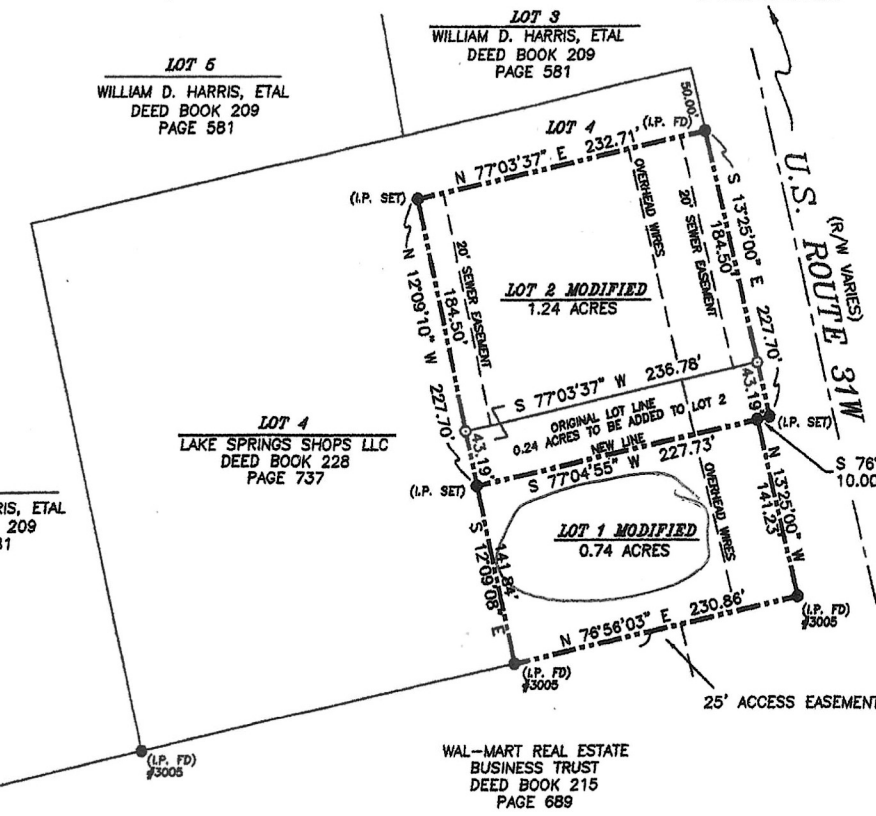 LOT 3
WILLIAM D. HARRIS, ETAL
DEED BOOK 209
PAGE 581
LOT 5
WILLIAM D. HARRIS, ETAL
DEED BOOK 209
PAGE 581
50.00'
(I.P. FD)
LOT 4
N 77°03'37" E 232.71'
(I.P. SET)
N 12°09'10" W 227.70'
184.50'
20' SEWER EASEMENT
OVERHEAD WIRES
20' SEWER EASEMENT
S 13°25'00" E 227.70'
184.50'
U.S. ROUTE 31W
(R/W VARIES)
LOT 2 MODIFIED
1.24 ACRES
S 77°03'37" W 236.78'
ORIGINAL LOT LINE
0.24 ACRES TO BE ADDED TO LOT 2
NEW LINE
S 77°04'55" W 227.73'
43.19'
43.19'
(I.P. SET)
(I.P. SET)
S 76°
10.00
LOT 4
LAKE SPRINGS SHOPS LLC
DEED BOOK 228
PAGE 737
RIS, ETAL
209
81
LOT 1 MODIFIED
0.74 ACRES
OVERHEAD WIRES
N 13°25'00" W
141.23'
141.84'
S 12°09'08" E
N 76°56'03" E 230.86'
(I.P. FD)
#3005
(I.P. FD)
#3005
25' ACCESS EASEMENT
(I.P. FD)
#3005
WAL-MART REAL ESTATE
BUSINESS TRUST
DEED BOOK 215
PAGE 689